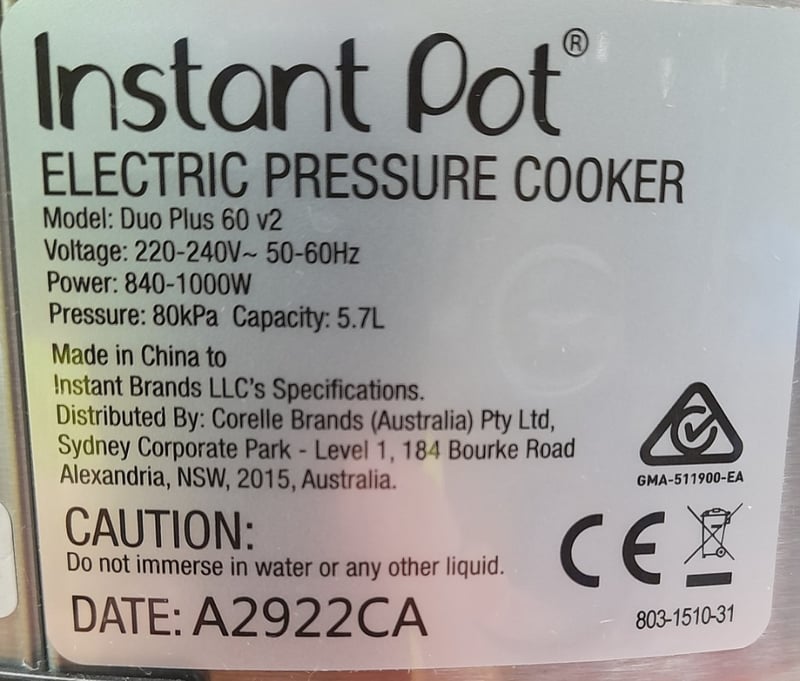 Instant Pot®
ELECTRIC PRESSURE COOKER
Model: Duo Plus 60 v2
Voltage: 220-240V~ 50-60Hz
Power: 840-1000W
Pressure: 80kPa Capacity: 5.7L
Made in China to
Instant Brands LLC's Specifications.
Distributed By: Corelle Brands (Australia) Pty Ltd,
Sydney Corporate Park - Level 1, 184 Bourke Road
Alexandria, NSW, 2015, Australia.
GMA-511900-EA
CAUTION:
Do not immerse in water or any other liquid.
CE
DATE: A2922CA
803-1510-31